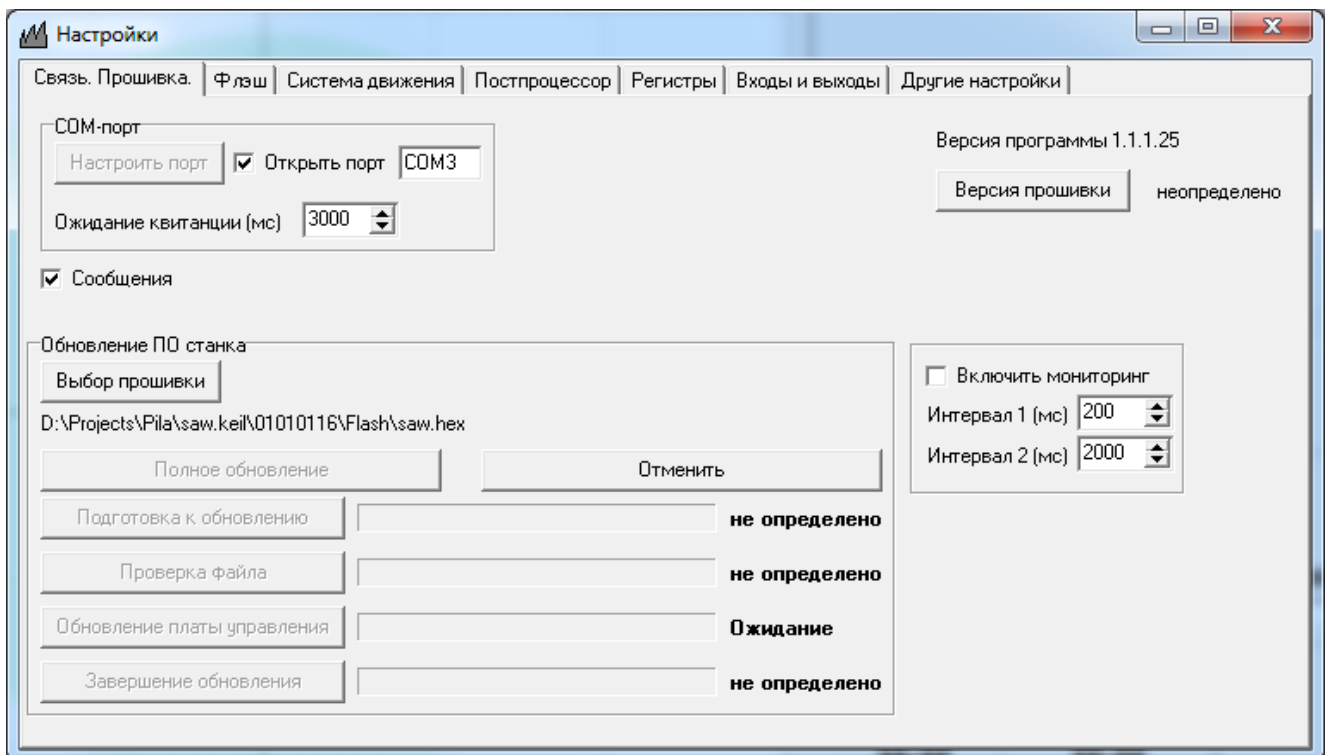 Настройки
Связь. Прошивка. Флэш Система движения Постпроцессор Регистры Входы и выходы Другие настройки
COM-порт
Настроить порт Открыть порт COM3
Ожидание квитанции (мс) 3000
Версия программы 1.1.1.25
Версия прошивки неопределено
Сообщения
Обновление ПО станка
Выбор прошивки
D:\Projects\Pila\saw.keil\01010116\Flash\saw.hex
Полное обновление Отменить
Подготовка к обновлению не определено
Проверка файла не определено
Обновление платы управления Ожидание
Завершение обновления не определено
Включить мониторинг
Интервал 1 (мс) 200
Интервал 2 (мс) 2000